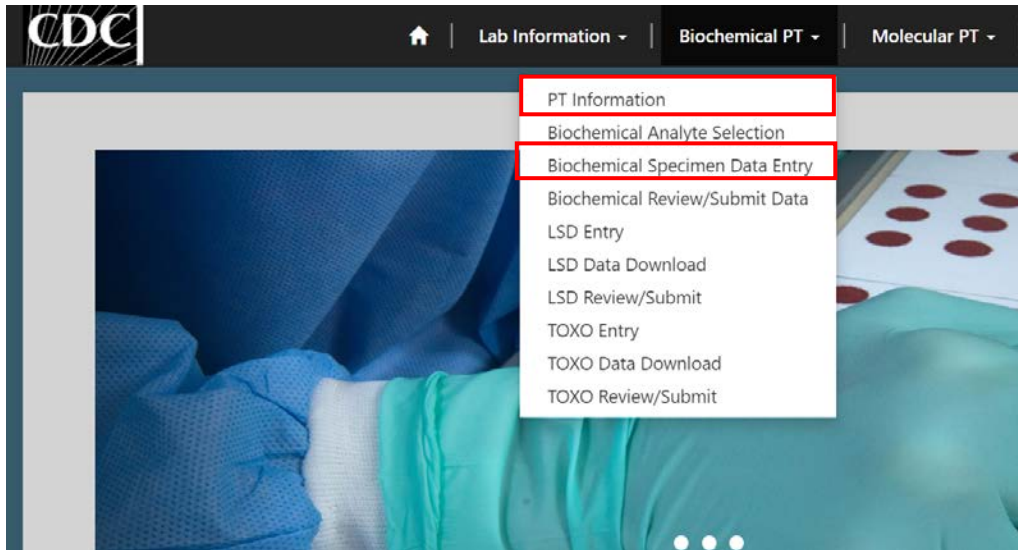 CDC
Lab Information
Biochemical PT
Molecular PT
PT Information
Biochemical Analyte Selection
Biochemical Specimen Data Entry
Biochemical Review/Submit Data
LSD Entry
LSD Data Download
LSD Review/Submit
TOXO Entry
TOXO Data Download
TOXO Review/Submit